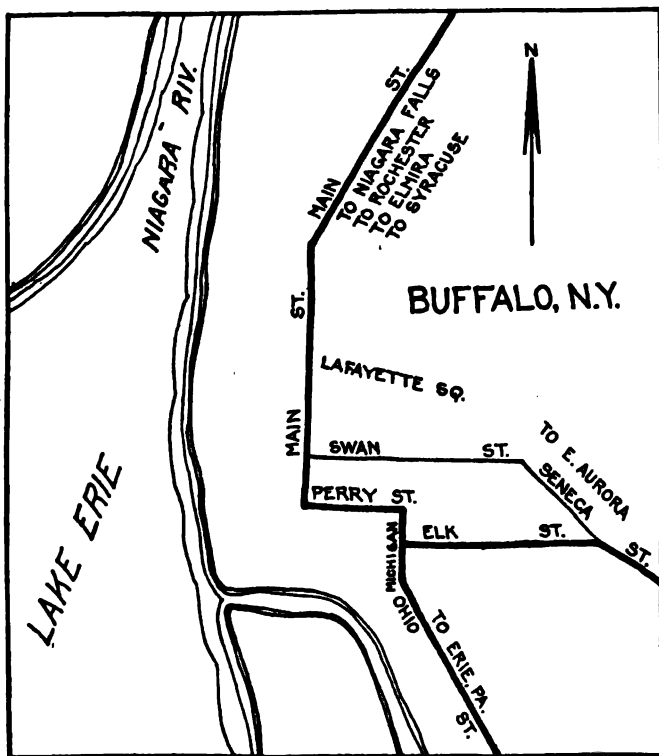 N
NIAGARA RIV.
MAIN ST.
TO NIAGARA FALLS
TO ROCHESTER
TO ELMIRA
TO SYRACUSE
BUFFALO, N.Y.
MAIN ST.
LAFAYETTE SQ.
SWAN ST.
TO E. AURORA
SENECA ST.
PERRY ST.
ELK ST.
MICHIGAN
OHIO ST.
TO ERIE, PA.
LAKE ERIE